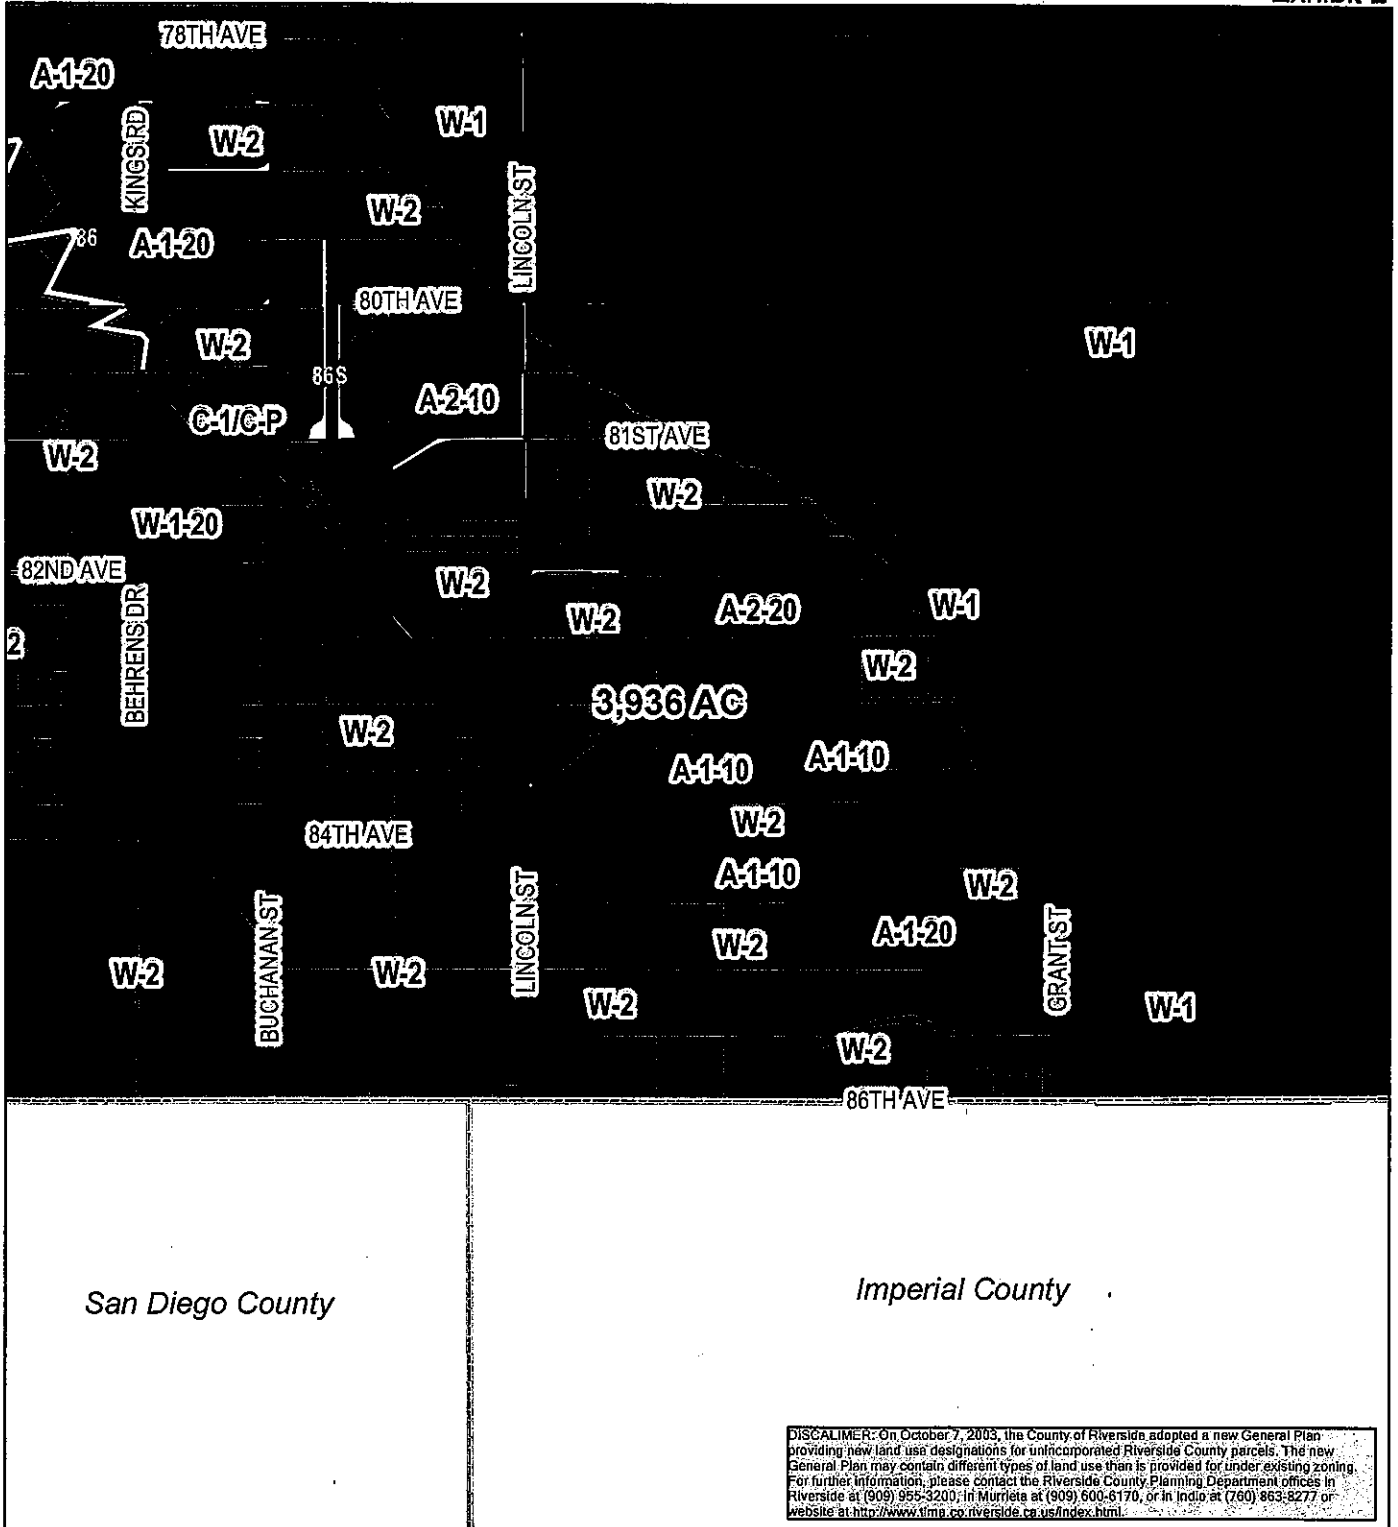 78TH AVE
A-1-20
W-1
KINGS RD
W-2
LINCOLN ST
W-2
86
A-1-20
80TH AVE
W-2
W-1
86S
A-2-10
C-1/C-P
81ST AVE
W-2
W-2
W-1-20
82ND AVE
W-2
BEHRENS DR
W-2
A-2-20
W-1
2
W-2
3,936 AC
W-2
A-1-10
A-1-10
W-2
84TH AVE
A-1-10
W-2
BUCHANAN ST
LINCOLN ST
W-2
A-1-20
GRANT ST
W-2
W-2
W-2
W-1
W-2
86TH AVE
San Diego County
Imperial County
DISCALIMER: On October 7, 2003, the County of Riverside adopted a new General Plan
providing new land use designations for unincorporated Riverside County parcels. The new
General Plan may contain different types of land use than is provided for under existing zoning.
For further information, please contact the Riverside County Planning Department offices in
Riverside at (909) 955-3200, in Murrieta at (909) 600-6170, or in Indio at (760) 863-8277 or
website at http://www.tlma.co.riverside.ca.us/index.html.